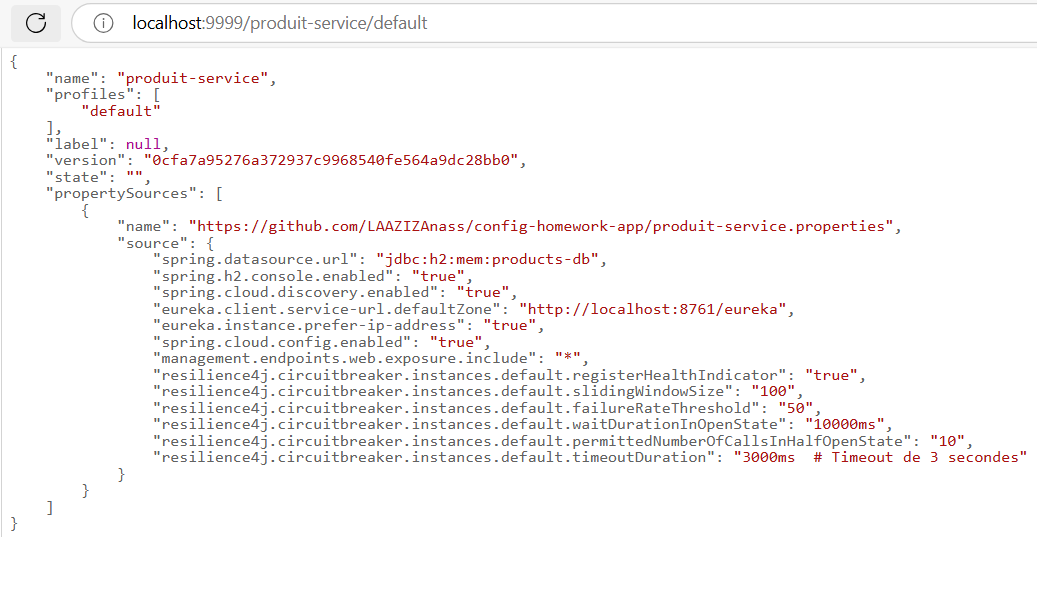 localhost:9999/produit-service/default
{
    "name": "produit-service",
    "profiles": [
        "default"
    ],
    "label": null,
    "version": "0cfa7a95276a372937c9968540fe564a9dc28bb0",
    "state": "",
    "propertySources": [
        {
            "name": "https://github.com/LAAZIZAnass/config-homework-app/produit-service.properties",
            "source": {
                "spring.datasource.url": "jdbc:h2:mem:products-db",
                "spring.h2.console.enabled": "true",
                "spring.cloud.discovery.enabled": "true",
                "eureka.client.service-url.defaultZone": "http://localhost:8761/eureka",
                "eureka.instance.prefer-ip-address": "true",
                "spring.cloud.config.enabled": "true",
                "management.endpoints.web.exposure.include": "*",
                "resilience4j.circuitbreaker.instances.default.registerHealthIndicator": "true",
                "resilience4j.circuitbreaker.instances.default.slidingWindowSize": "100",
                "resilience4j.circuitbreaker.instances.default.failureRateThreshold": "50",
                "resilience4j.circuitbreaker.instances.default.waitDurationInOpenState": "10000ms",
                "resilience4j.circuitbreaker.instances.default.permittedNumberOfCallsInHalfOpenState": "10",
                "resilience4j.circuitbreaker.instances.default.timeoutDuration": "3000ms  # Timeout de 3 secondes"
            }
        }
    ]
}